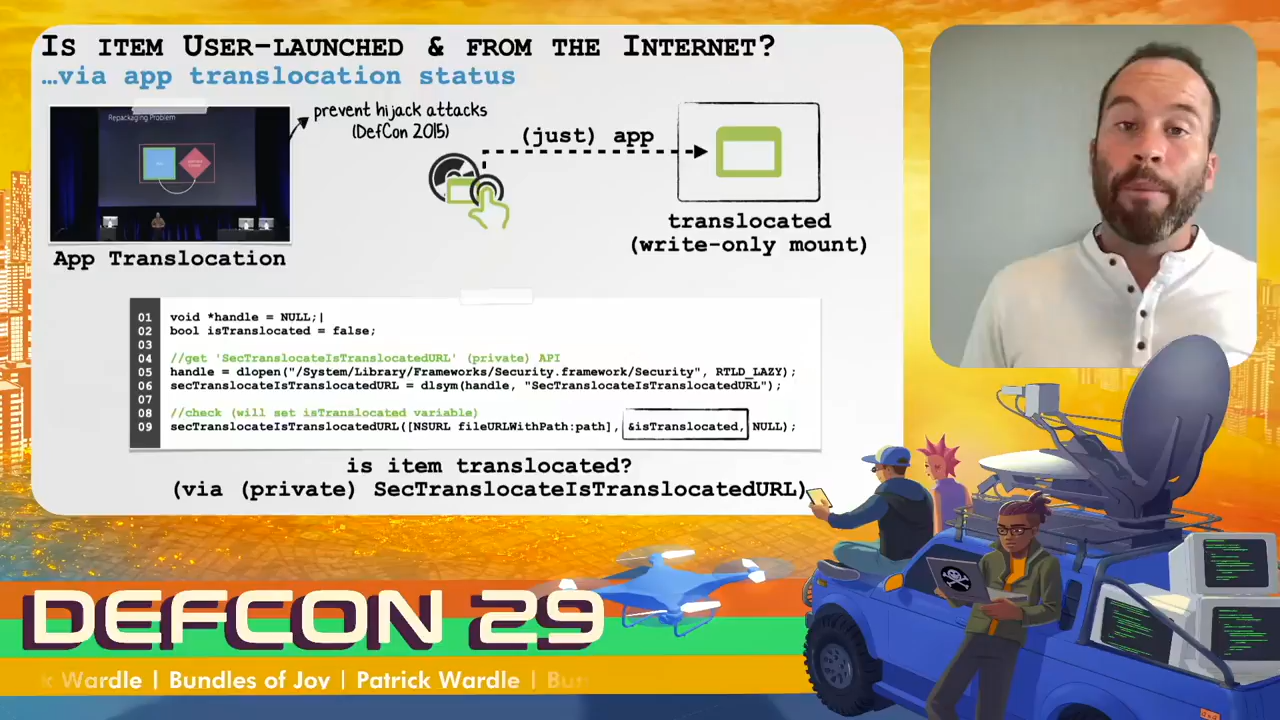 IS ITEM USER-LAUNCHED & FROM THE INTERNET?
…via app translocation status
Repackaging Problem
prevent hijack attacks
(DefCon 2015)
(just) app
App Translocation
translocated
(write-only mount)
01 void *handle = NULL;|
02 bool isTranslocated = false;
03
04 //get 'SecTranslocateIsTranslocatedURL' (private) API
05 handle = dlopen("/System/Library/Frameworks/Security.framework/Security", RTLD_LAZY);
06 secTranslocateIsTranslocatedURL = dlsym(handle, "SecTranslocateIsTranslocatedURL");
07
08 //check (will set isTranslocated variable)
09 secTranslocateIsTranslocatedURL([NSURL fileURLWithPath:path], &isTranslocated, NULL);
is item translocated?
(via (private) SecTranslocateIsTranslocatedURL)
DEFCON 29
k Wardle | Bundles of Joy | Patrick Wardle | Bun